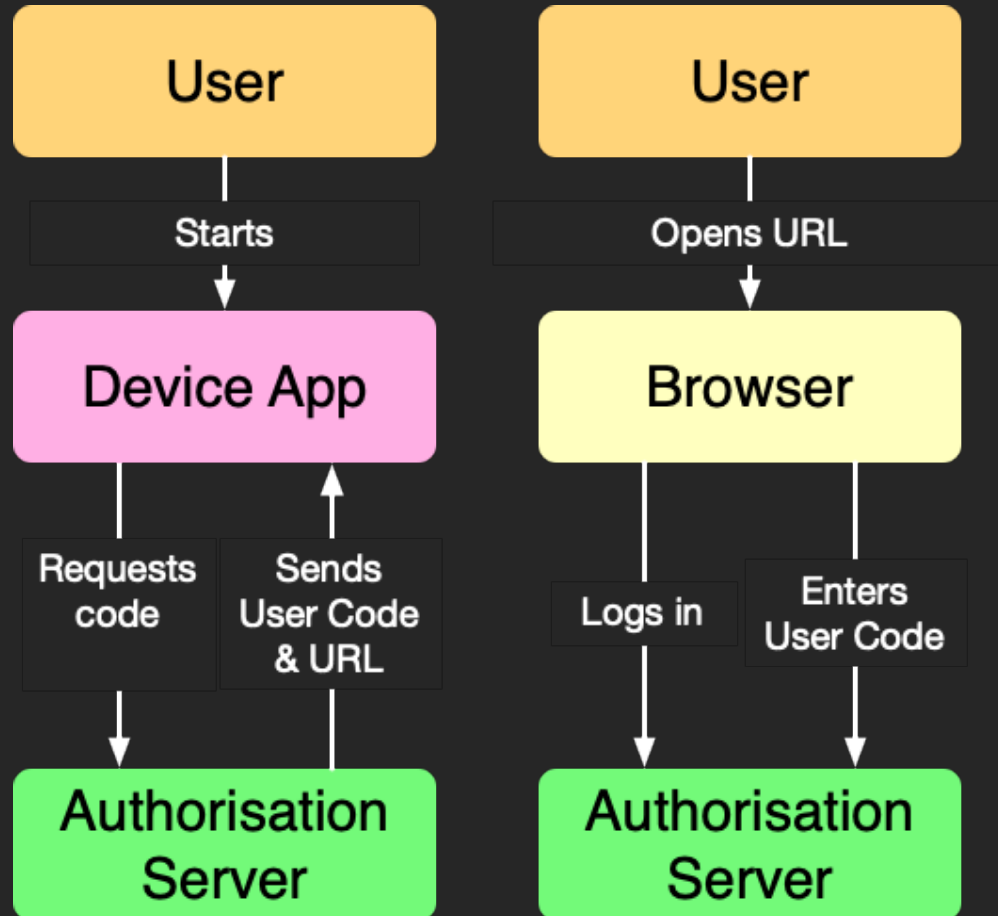 User
User
Starts
Opens URL
Device App
Browser
Requests
code
Sends
User Code
& URL
Logs in
Enters
User Code
Authorisation
Server
Authorisation
Server